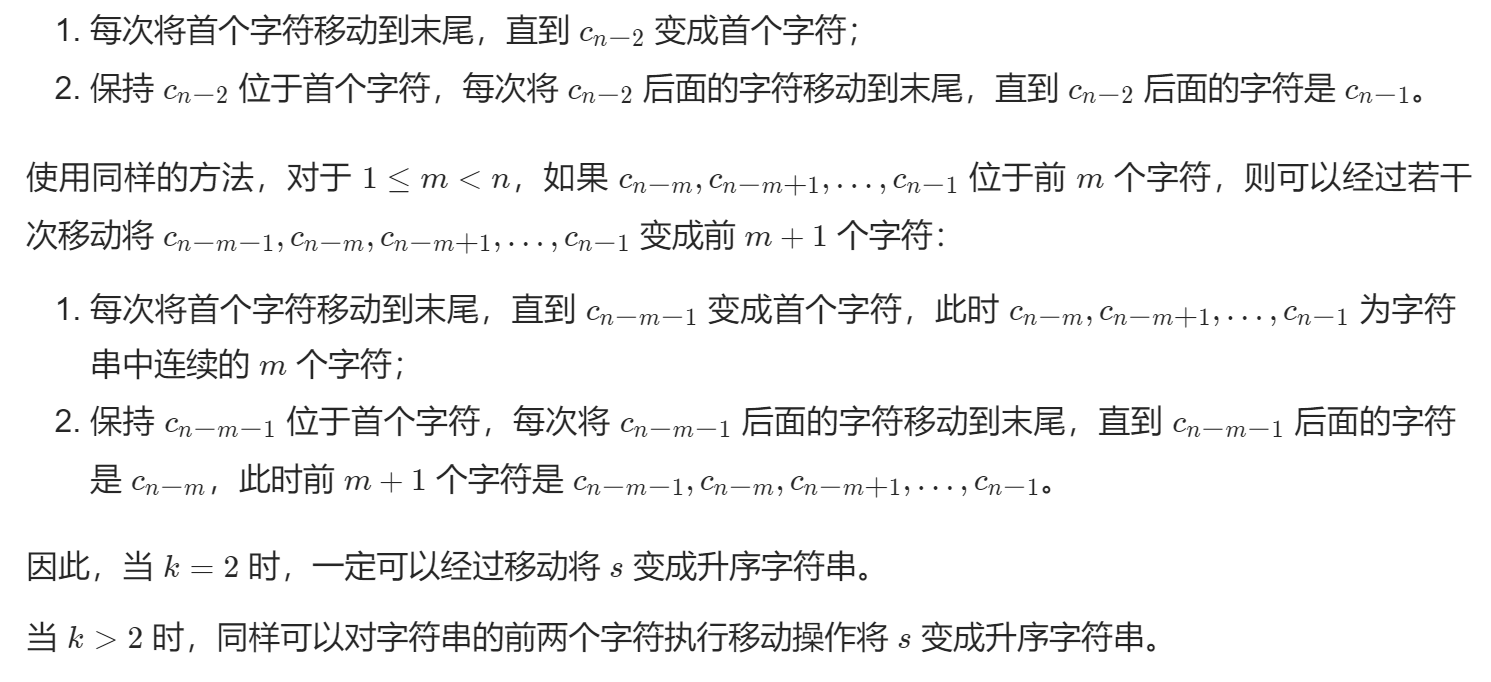 1. 每次将首个字符移动到末尾，直到 $c_{n-2}$ 变成首个字符；
2. 保持 $c_{n-2}$ 位于首个字符，每次将 $c_{n-2}$ 后面的字符移动到末尾，直到 $c_{n-2}$ 后面的字符是 $c_{n-1}$。
使用同样的方法，对于 $1 \leq m < n$，如果 $c_{n-m}, c_{n-m+1}, \ldots, c_{n-1}$ 位于前 $m$ 个字符，则可以经过若干
次移动将 $c_{n-m-1}, c_{n-m}, c_{n-m+1}, \ldots, c_{n-1}$ 变成前 $m+1$ 个字符：
1. 每次将首个字符移动到末尾，直到 $c_{n-m-1}$ 变成首个字符，此时 $c_{n-m}, c_{n-m+1}, \ldots, c_{n-1}$ 为字符
串中连续的 $m$ 个字符；
2. 保持 $c_{n-m-1}$ 位于首个字符，每次将 $c_{n-m-1}$ 后面的字符移动到末尾，直到 $c_{n-m-1}$ 后面的字符
是 $c_{n-m}$，此时前 $m+1$ 个字符是 $c_{n-m-1}, c_{n-m}, c_{n-m+1}, \ldots, c_{n-1}$。
因此，当 $k = 2$ 时，一定可以经过移动将 $s$ 变成升序字符串。
当 $k > 2$ 时，同样可以对字符串的前两个字符执行移动操作将 $s$ 变成升序字符串。